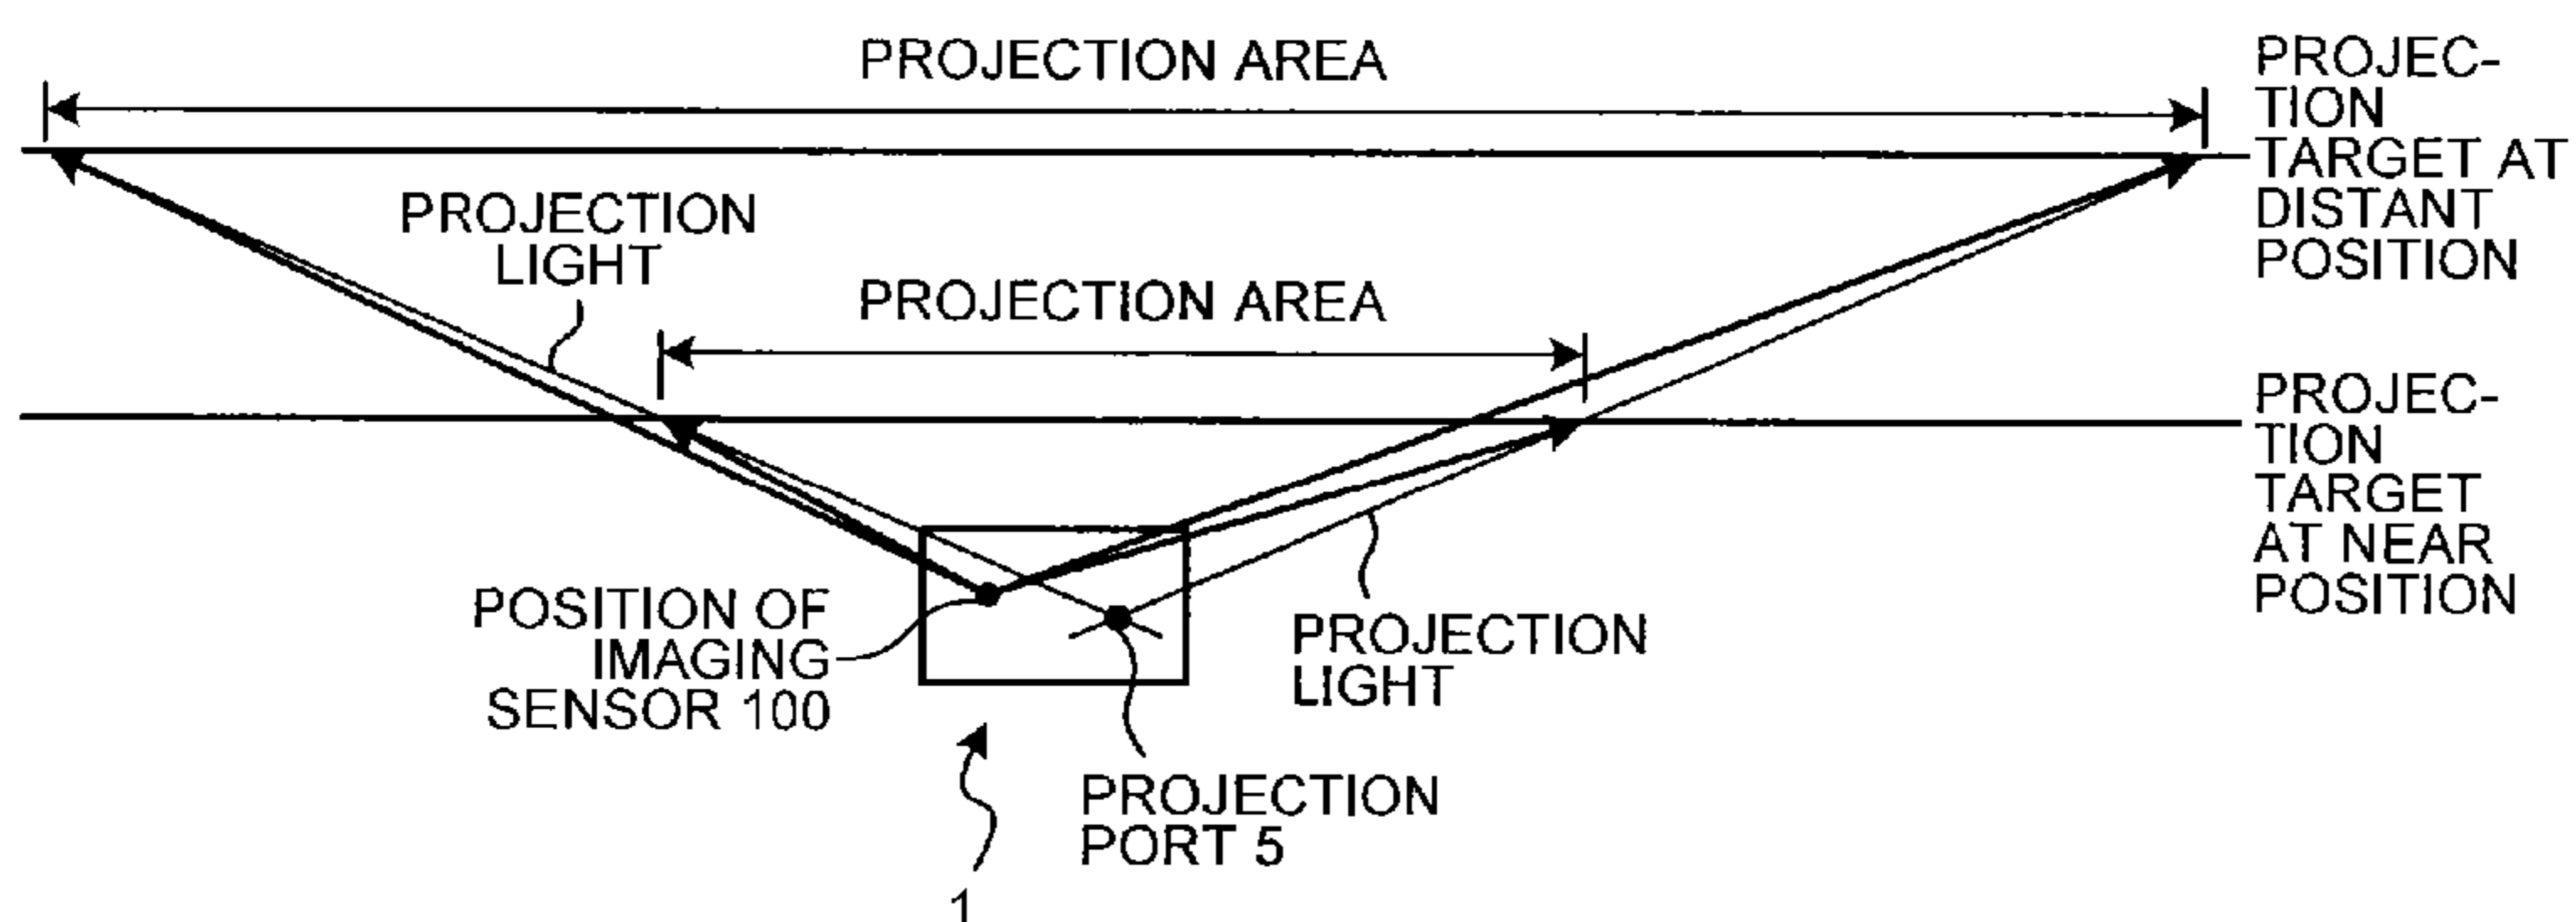 PROJECTION AREA
PROJEC-
TION
TARGET AT
DISTANT
POSITION
PROJECTION
LIGHT
PROJECTION AREA
PROJEC-
TION
TARGET
AT NEAR
POSITION
POSITION OF
IMAGING
SENSOR 100
PROJECTION
LIGHT
PROJECTION
PORT 5
1